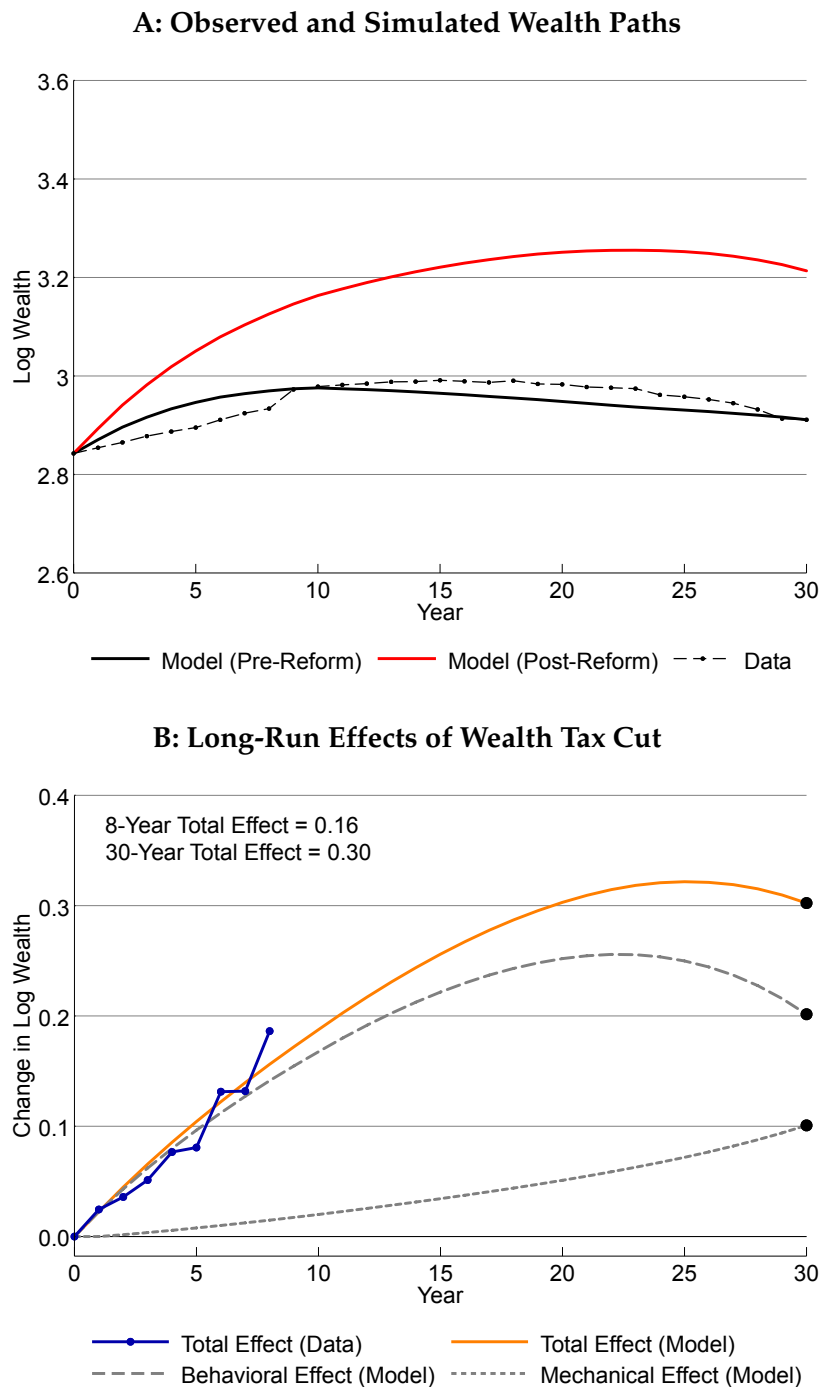 A: Observed and Simulated Wealth Paths
3.6
3.4
3.2
3
2.8
2.6
Log Wealth
0 5 10 15 20 25 30
Year
Model (Pre-Reform) Model (Post-Reform) Data
B: Long-Run Effects of Wealth Tax Cut
0.4
0.3
0.2
0.1
0.0
Change in Log Wealth
8-Year Total Effect = 0.16
30-Year Total Effect = 0.30
0 5 10 15 20 25 30
Year
Total Effect (Data) Total Effect (Model)
Behavioral Effect (Model) Mechanical Effect (Model)